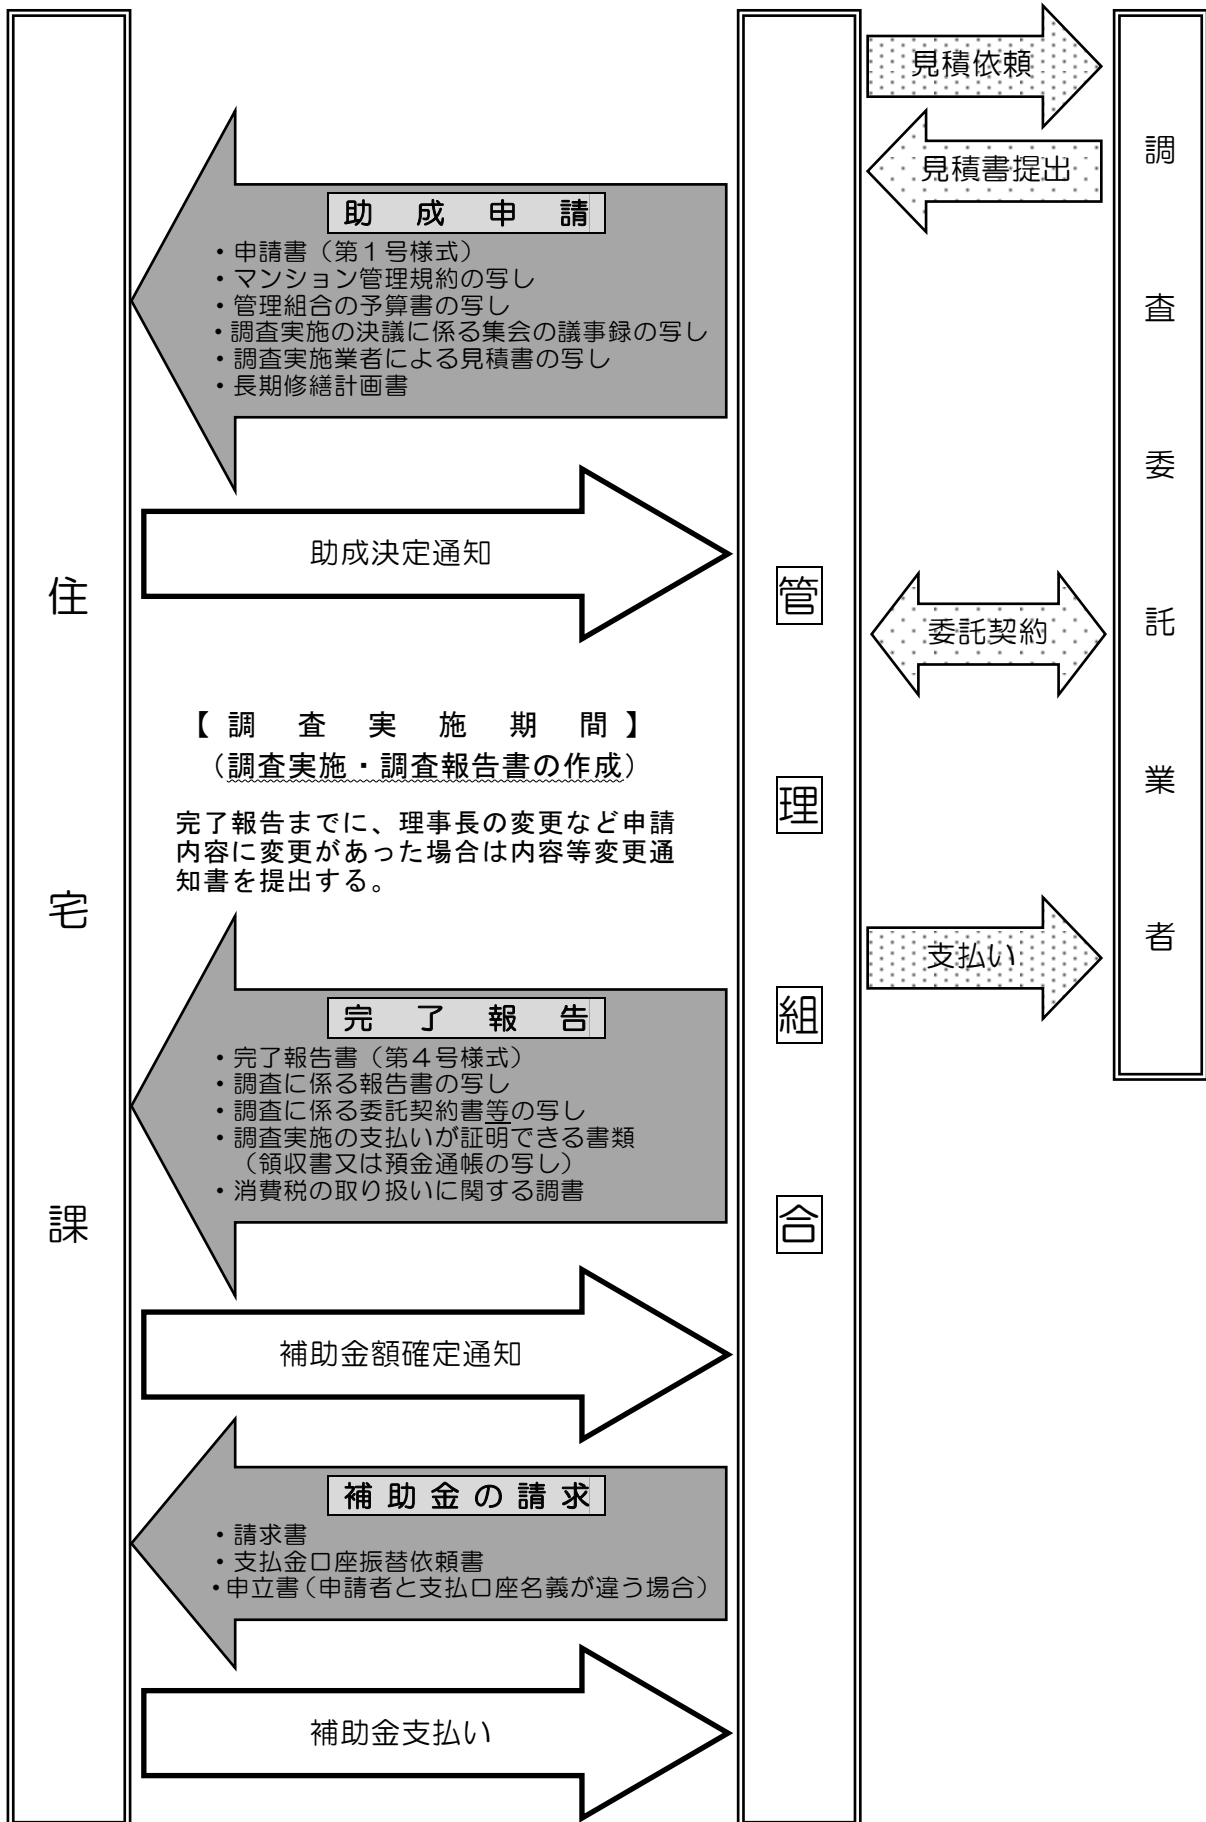 見積依頼
見積書提出
調査委託業者
助成申請
・申請書（第１号様式）
・マンション管理規約の写し
・管理組合の予算書の写し
・調査実施の決議に係る集会の議事録の写し
・調査実施業者による見積書の写し
・長期修繕計画書
助成決定通知
住宅課
管理組合
委託契約
【調査実施期間】
（調査実施・調査報告書の作成）
完了報告までに、理事長の変更など申請
内容に変更があった場合は内容等変更通
知書を提出する。
支払い
完了報告
・完了報告書（第４号様式）
・調査に係る報告書の写し
・調査に係る委託契約書等の写し
・調査実施の支払いが証明できる書類
（領収書又は預金通帳の写し）
・消費税の取り扱いに関する調書
補助金額確定通知
補助金の請求
・請求書
・支払金口座振替依頼書
・申立書（申請者と支払口座名義が違う場合）
補助金支払い